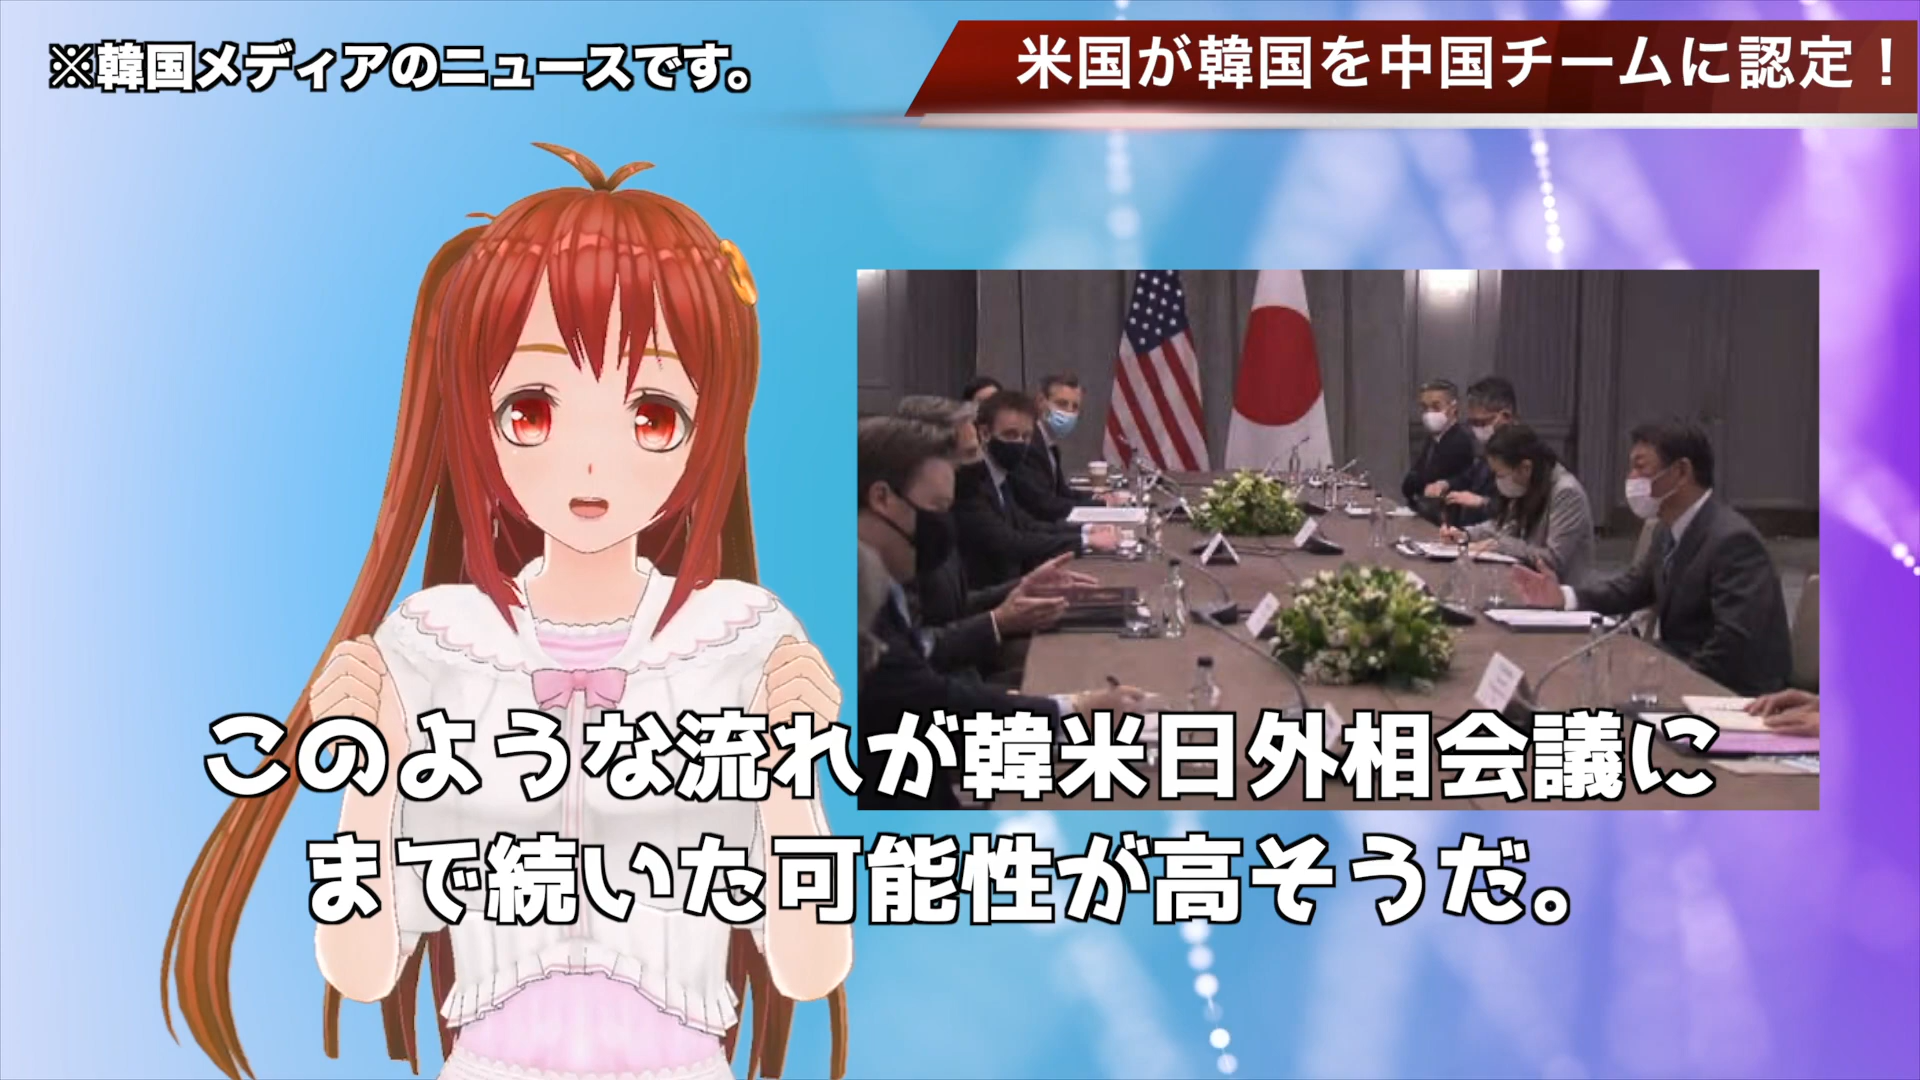 ※韓国メディアのニュースです。
米国が韓国を中国チームに認定！
このような流れが韓米日外相会議に
まで続いた可能性が高そうだ。